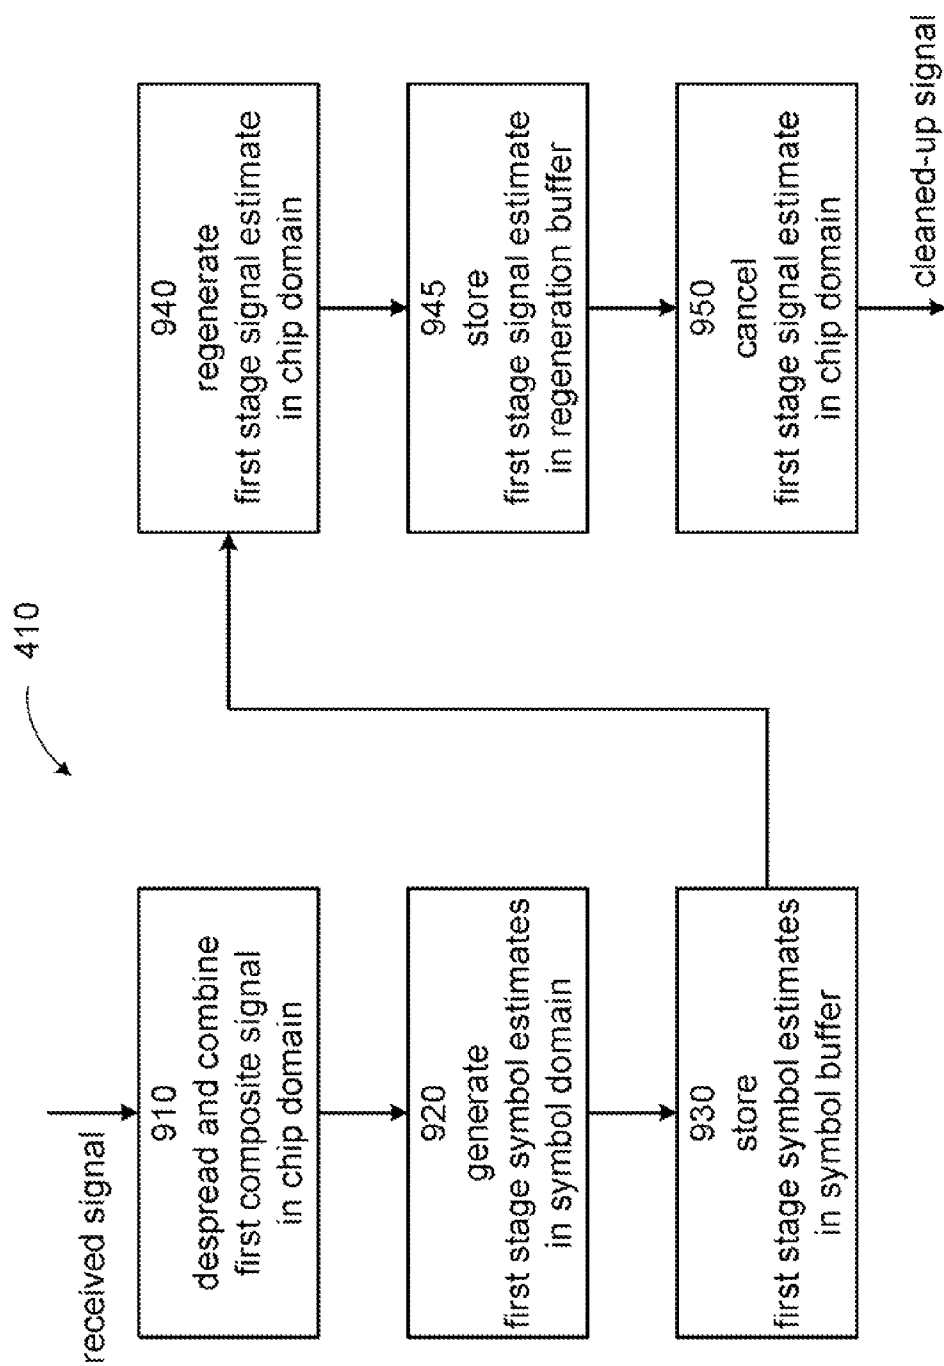 410
received signal
910
despread and combine
first composite signal
in chip domain
920
generate
first stage symbol estimates
in symbol domain
930
store
first stage symbol estimates
in symbol buffer
940
regenerate
first stage signal estimate
in chip domain
945
store
first stage signal estimate
in regeneration buffer
950
cancel
first stage signal estimate
in chip domain
cleaned-up signal